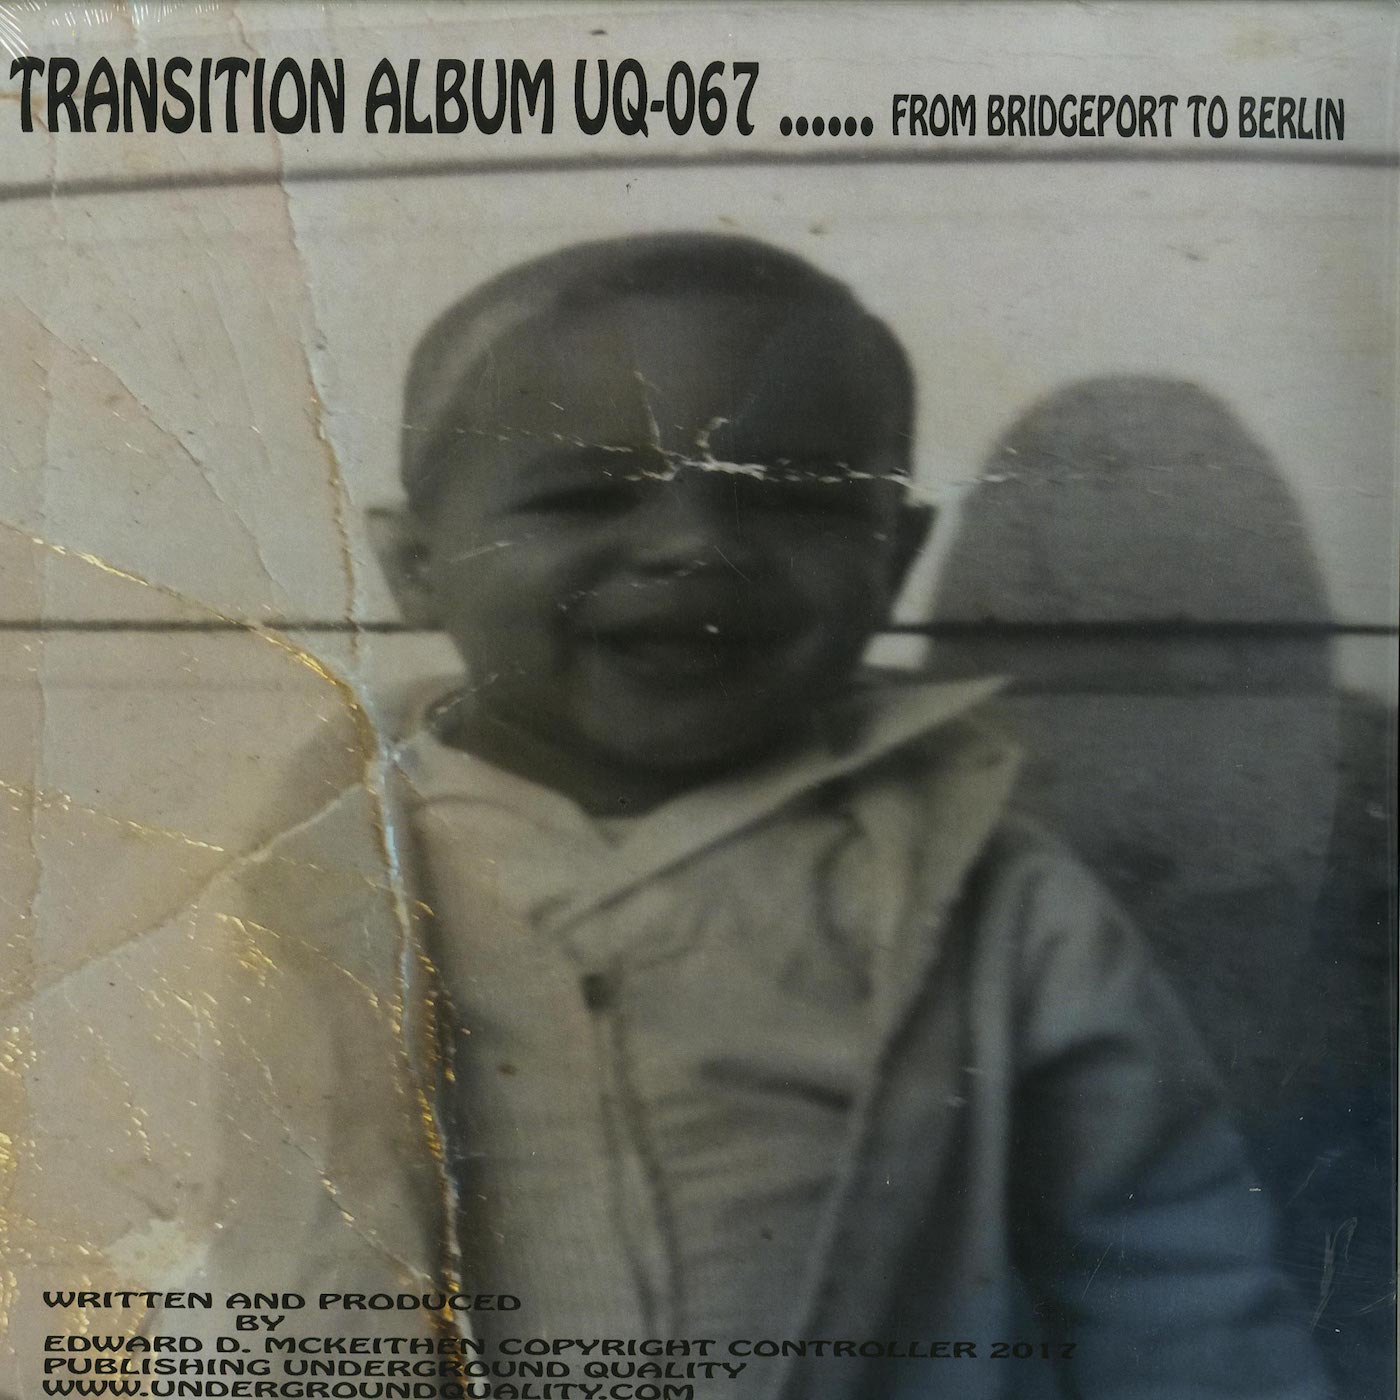 TRANSITION ALBUM UQ-067 ...... FROM BRIDGEPORT TO BERLIN
WRITTEN AND PRODUCED
BY
EDWARD D. MCKEITHEN COPYRIGHT CONTROLLER 2017
PUBLISHING UNDERGROUND QUALITY
WWW.UNDERGROUNDQUALITY.COM